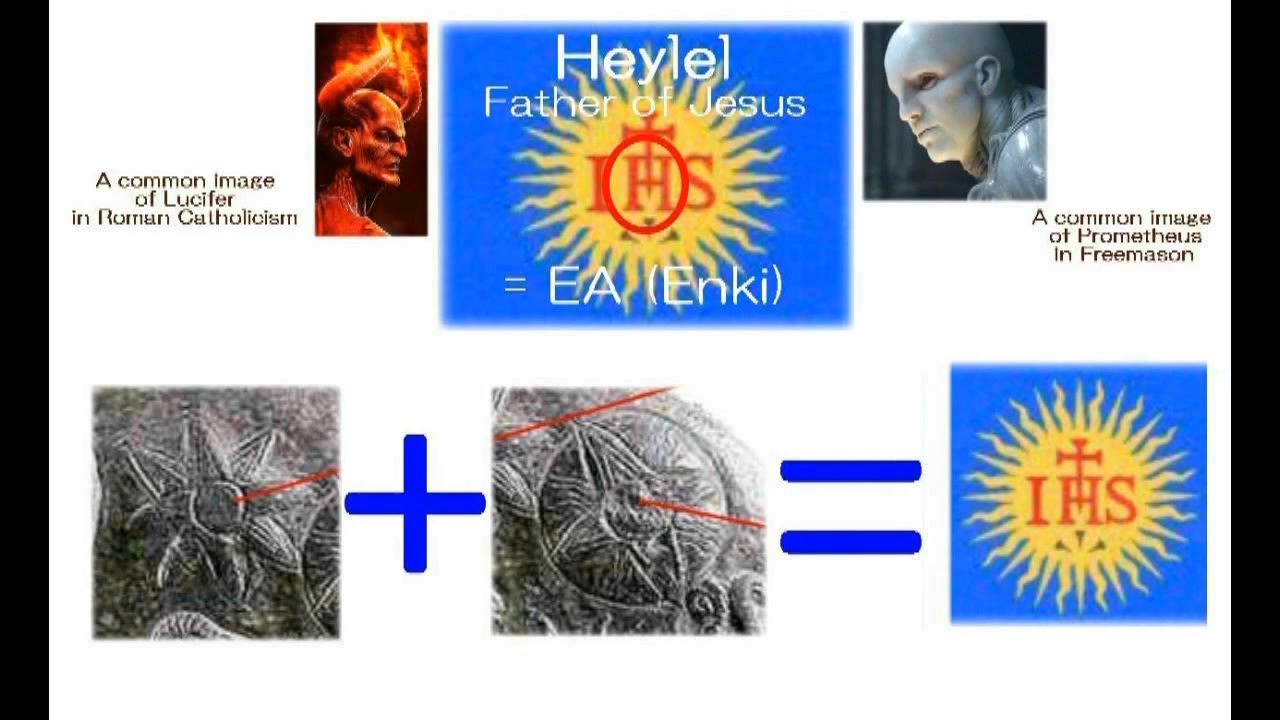 Heylel
Father of Jesus
IHS
= EA (Enki)
A common image
of Lucifer
in Roman Catholicism
A common image
of Prometheus
in Freemason
IHS